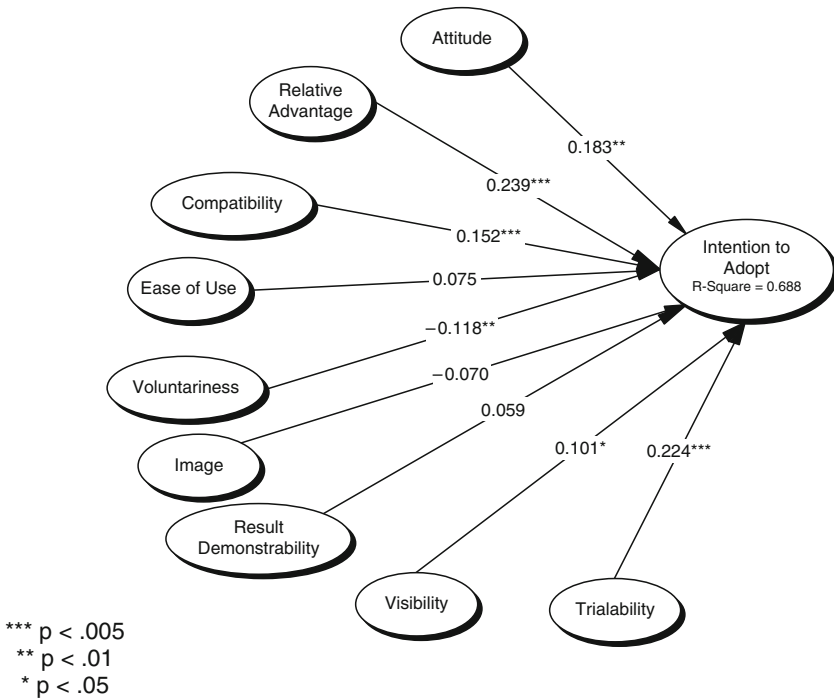 Attitude
Relative
Advantage
0.183**
0.239***
Compatibility
0.152***
Intention to
Adopt
R-Square = 0.688
Ease of Use
0.075
−0.118**
Voluntariness
−0.070
0.059
Image
0.101*
0.224***
Result
Demonstrability
Visibility
Trialability
*** p < .005
** p < .01
* p < .05